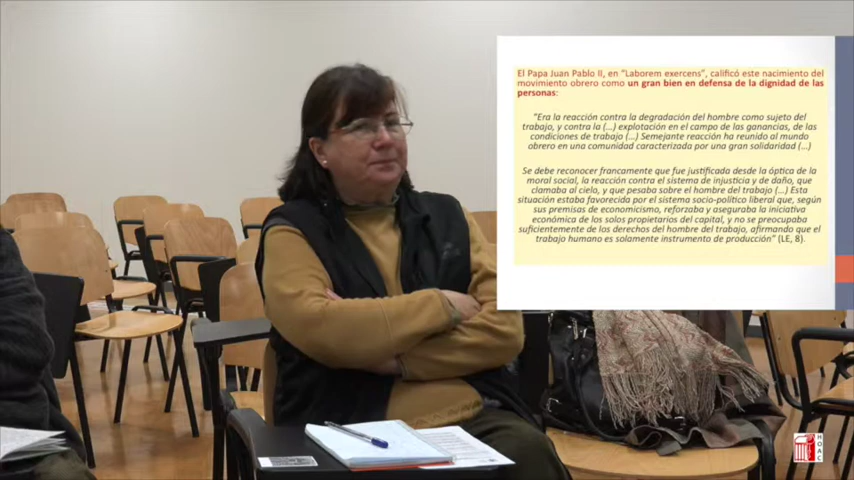 El Papa Juan Pablo II, en "Laborem exercens", calificó este nacimiento del
movimiento obrero como un gran bien en defensa de la dignidad de las
personas:
"Era la reacción contra la degradación del hombre como sujeto del
trabajo, y contra la (...) explotación en el campo de las ganancias, de las
condiciones de trabajo (...) Semejante reacción ha reunido al mundo
obrero en una comunidad caracterizada por una gran solidaridad (...)
Se debe reconocer francamente que fue justificada desde la óptica de la
moral social, la reacción contra el sistema de injusticia y de daño, que
clamaba al cielo, y que pesaba sobre el hombre del trabajo (...) Esta
situación estaba favorecida por el sistema socio-político liberal que, según
sus premisas de economicismo, reforzaba y aseguraba la iniciativa
económica de los solos propietarios del capital, y no se preocupaba
suficientemente de los derechos del hombre del trabajo, afirmando que el
trabajo humano es solamente instrumento de producción" (LE, 8).
HOAC